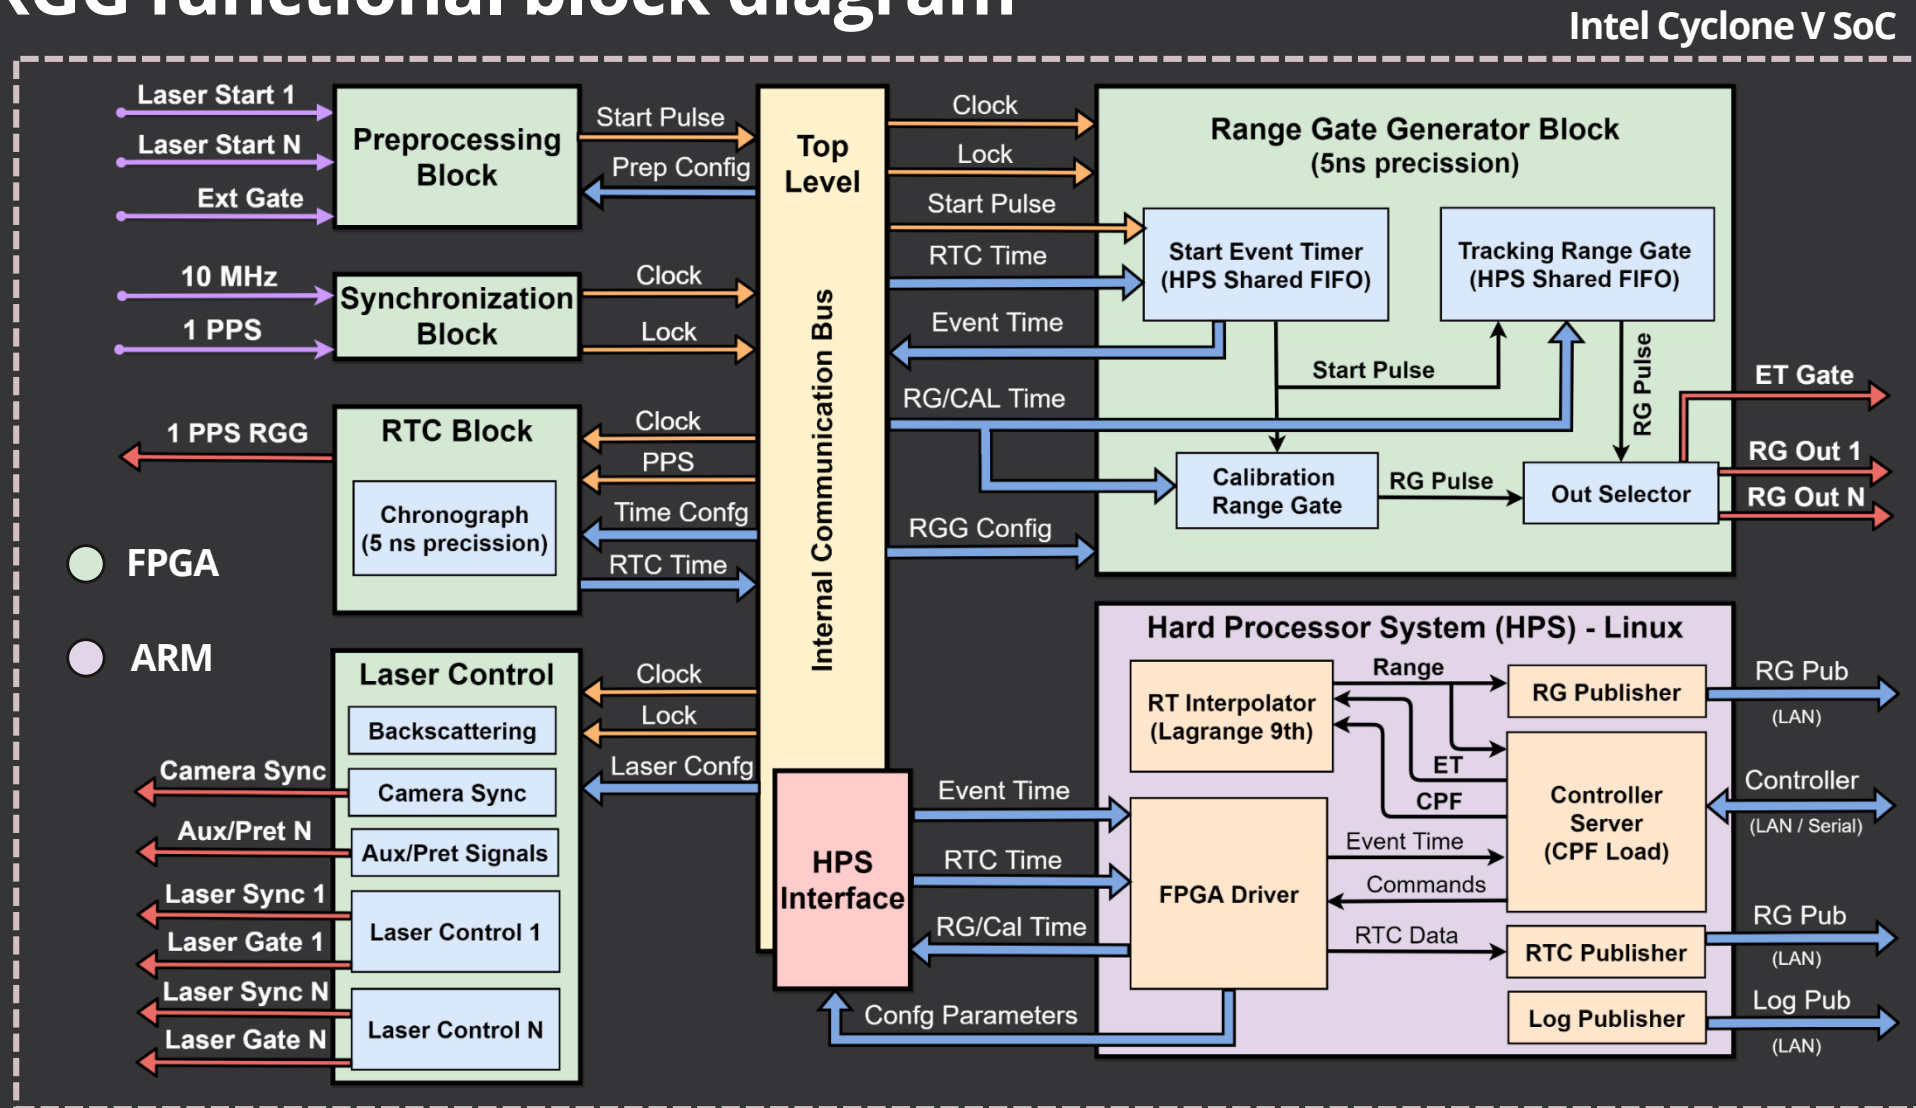 RGG functional block diagram
Intel Cyclone V SoC
Laser Start 1
Laser Start N
Ext Gate
Preprocessing
Block
Start Pulse
Prep Config
10 MHz
1 PPS
Synchronization
Block
Clock
Lock
1 PPS RGG
RTC Block
Chronograph
(5 ns precission)
Clock
PPS
Time Confg
RTC Time
FPGA
ARM
Laser Control
Backscattering
Camera Sync
Aux/Pret Signals
Laser Control 1
Laser Control N
Clock
Lock
Laser Confg
Camera Sync
Aux/Pret N
Laser Sync 1
Laser Gate 1
Laser Sync N
Laser Gate N
Top
Level
Internal Communication Bus
HPS
Interface
Clock
Lock
Start Pulse
RTC Time
Event Time
RG/CAL Time
RGG Config
Range Gate Generator Block
(5ns precission)
Start Event Timer
(HPS Shared FIFO)
Tracking Range Gate
(HPS Shared FIFO)
Start Pulse
RG Pulse
Calibration
Range Gate
RG Pulse
Out Selector
ET Gate
RG Out 1
RG Out N
Event Time
RTC Time
RG/Cal Time
Confg Parameters
Hard Processor System (HPS) - Linux
RT Interpolator
(Lagrange 9th)
Range
RG Publisher
ET
CPF
Controller
Server
(CPF Load)
FPGA Driver
Event Time
Commands
RTC Data
RTC Publisher
Log Publisher
RG Pub
(LAN)
Controller
(LAN / Serial)
RG Pub
(LAN)
Log Pub
(LAN)